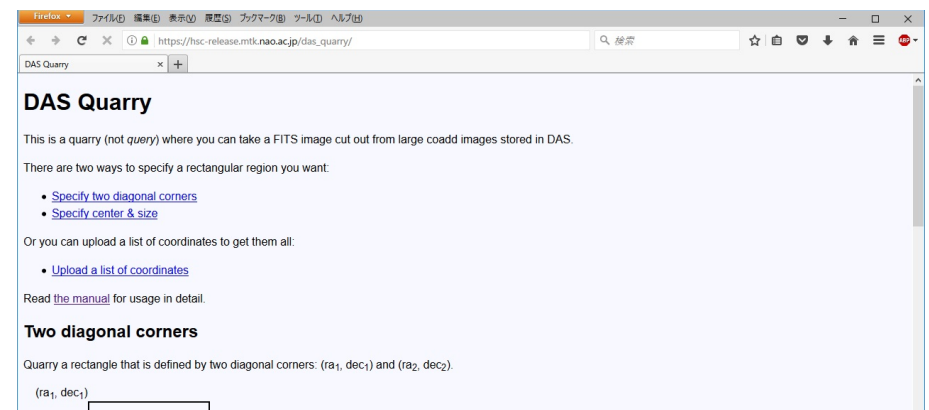 Firefox
ファイル(F) 編集(E) 表示(V) 履歴(S) ブックマーク(B) ツール(T) ヘルプ(H)
https://hsc-release.mtk.nao.ac.jp/das_quarry/
検索
ABP
DAS Quarry
DAS Quarry
This is a quarry (not query) where you can take a FITS image cut out from large coadd images stored in DAS.
There are two ways to specify a rectangular region you want:
• Specify two diagonal corners
• Specify center & size
Or you can upload a list of coordinates to get them all:
• Upload a list of coordinates
Read the manual for usage in detail.
Two diagonal corners
Quarry a rectangle that is defined by two diagonal corners: (ra1, dec1) and (ra2, dec2).
(ra1, dec1)